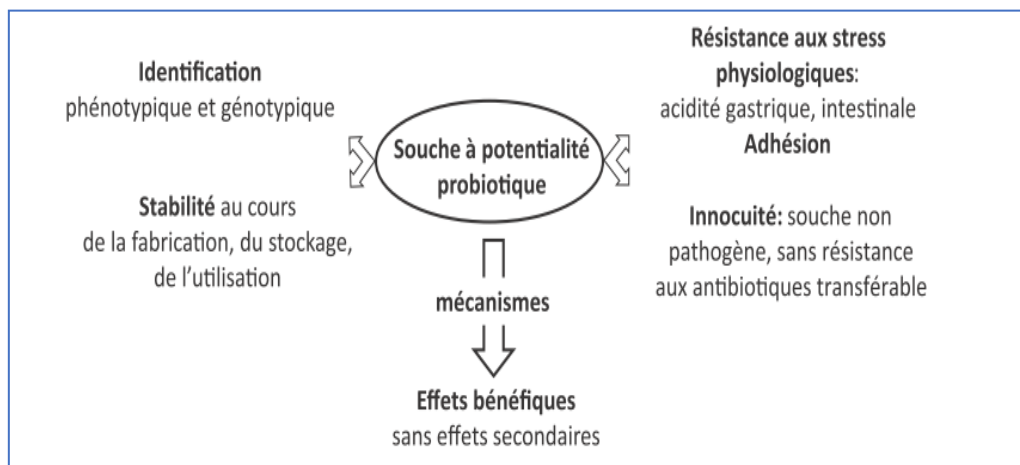 Identification
phénotypique et génotypique
Stabilité au cours
de la fabrication, du stockage,
de l'utilisation
Souche à potentialité
probiotique
Résistance aux stress
physiologiques:
acidité gastrique, intestinale
Adhésion
Innocuité: souche non
pathogène, sans résistance
aux antibiotiques transférable
mécanismes
Effets bénéfiques
sans effets secondaires